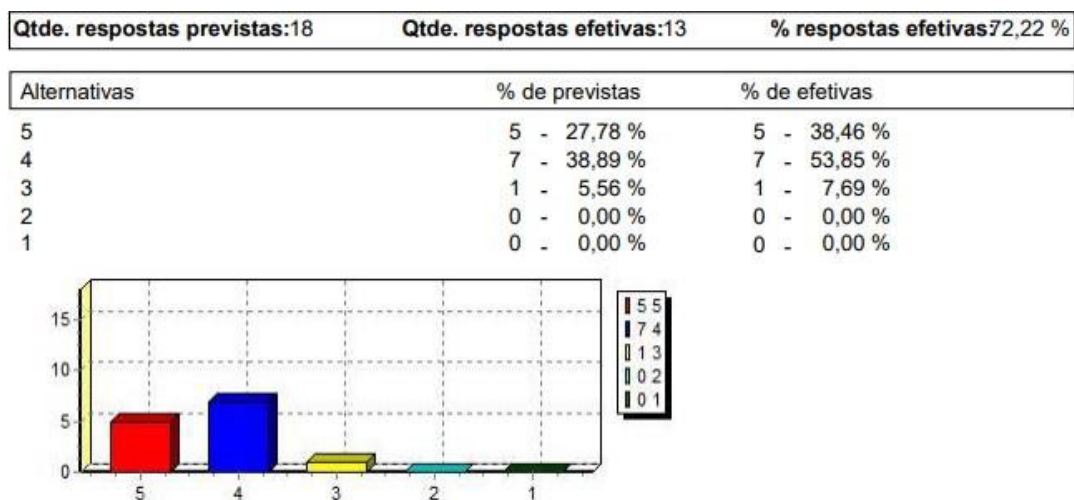 Qtde. respostas previstas:18 Qtde. respostas efetivas:13 % respostas efetivas:72,22 %
Alternativas % de previstas % de efetivas
5 5 - 27,78 % 5 - 38,46 %
4 7 - 38,89 % 7 - 53,85 %
3 1 - 5,56 % 1 - 7,69 %
2 0 - 0,00 % 0 - 0,00 %
1 0 - 0,00 % 0 - 0,00 %
15
10
5
0
5 4 3 2 1
5 5
7 4
1 3
0 2
0 1